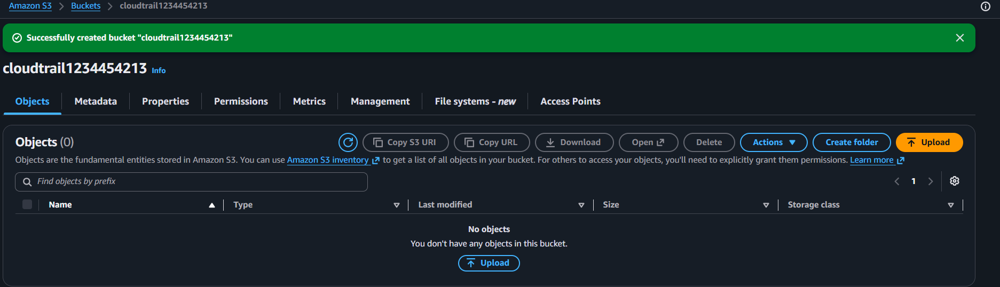 Amazon S3 > Buckets > cloudtrail1234454213
Successfully created bucket "cloudtrail1234454213"
cloudtrail1234454213 Info
Objects Metadata Properties Permissions Metrics Management File systems - new Access Points
Objects (0) Copy S3 URI Copy URL Download Open Delete Actions Create folder Upload
Objects are the fundamental entities stored in Amazon S3. You can use Amazon S3 inventory to get a list of all objects in your bucket. For others to access your objects, you'll need to explicitly grant them permissions. Learn more
Find objects by prefix 1
Name Type Last modified Size Storage class
No objects
You don't have any objects in this bucket.
Upload